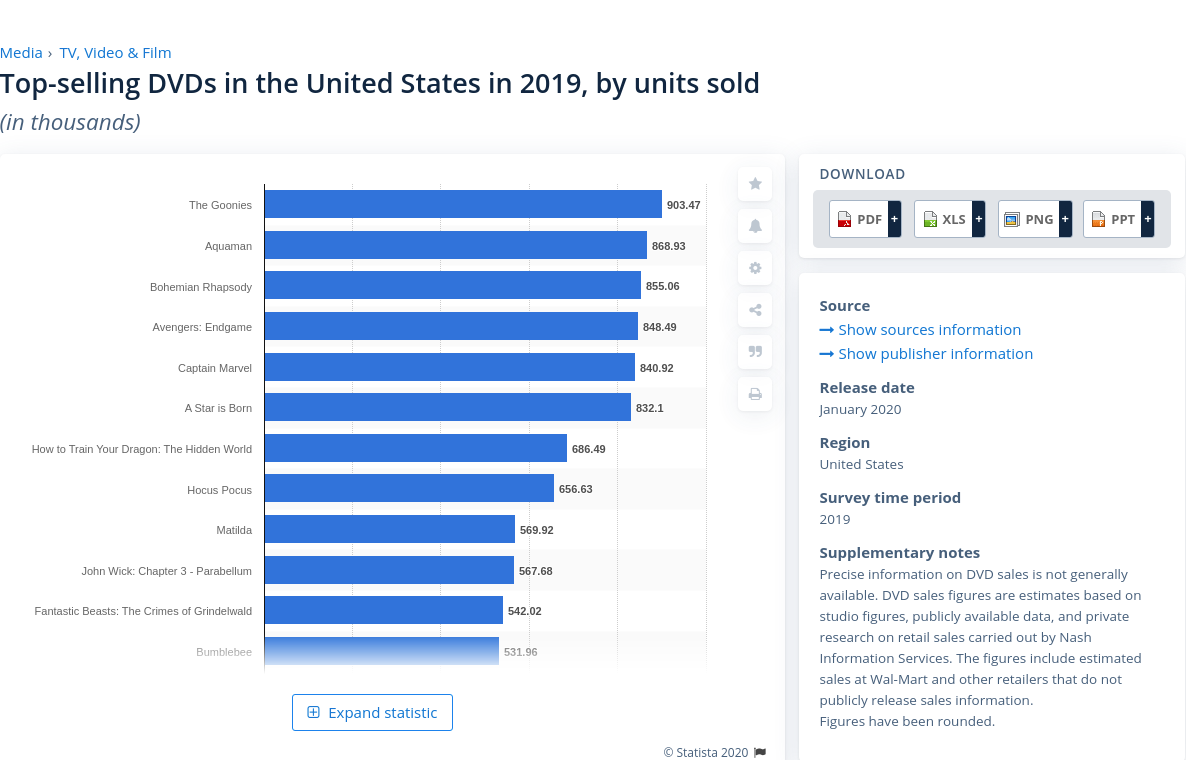 Media › TV, Video & Film
Top-selling DVDs in the United States in 2019, by units sold
(in thousands)
The Goonies 903.47
Aquaman 868.93
Bohemian Rhapsody 855.06
Avengers: Endgame 848.49
Captain Marvel 840.92
A Star is Born 832.1
How to Train Your Dragon: The Hidden World 686.49
Hocus Pocus 656.63
Matilda 569.92
John Wick: Chapter 3 - Parabellum 567.68
Fantastic Beasts: The Crimes of Grindelwald 542.02
Bumblebee 531.96
Expand statistic
© Statista 2020
DOWNLOAD
PDF + XLS + PNG + PPT +
Source
Show sources information
Show publisher information
Release date
January 2020
Region
United States
Survey time period
2019
Supplementary notes
Precise information on DVD sales is not generally
available. DVD sales figures are estimates based on
studio figures, publicly available data, and private
research on retail sales carried out by Nash
Information Services. The figures include estimated
sales at Wal-Mart and other retailers that do not
publicly release sales information.
Figures have been rounded.